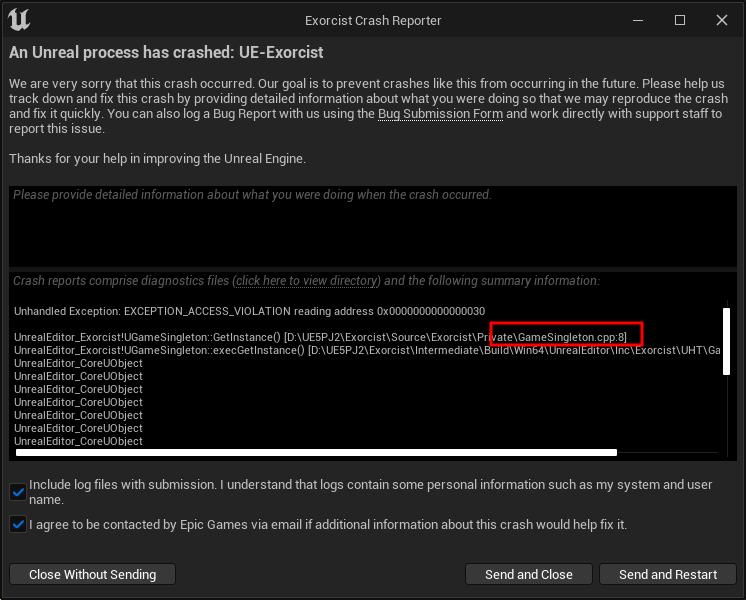 Exorcist Crash Reporter
An Unreal process has crashed: UE-Exorcist
We are very sorry that this crash occurred. Our goal is to prevent crashes like this from occurring in the future. Please help us
track down and fix this crash by providing detailed information about what you were doing so that we may reproduce the crash
and fix it quickly. You can also log a Bug Report with us using the Bug Submission Form and work directly with support staff to
report this issue.
Thanks for your help in improving the Unreal Engine.
Please provide detailed information about what you were doing when the crash occurred.
Crash reports comprise diagnostics files (click here to view directory) and the following summary information:
Unhandled Exception: EXCEPTION_ACCESS_VIOLATION reading address 0x0000000000000030
UnrealEditor_Exorcist!UGameSingleton::GetInstance() [D:\UE5PJ2\Exorcist\Source\Exorcist\Private\GameSingleton.cpp:8]
UnrealEditor_Exorcist!UGameSingleton::execGetInstance() [D:\UE5PJ2\Exorcist\Intermediate\Build\Win64\UnrealEditor\Inc\Exorcist\UHT\Ga
UnrealEditor_CoreUObject
UnrealEditor_CoreUObject
UnrealEditor_CoreUObject
UnrealEditor_CoreUObject
UnrealEditor_CoreUObject
UnrealEditor_CoreUObject
UnrealEditor_CoreUObject
Include log files with submission. I understand that logs contain some personal information such as my system and user
name.
I agree to be contacted by Epic Games via email if additional information about this crash would help fix it.
Close Without Sending
Send and Close
Send and Restart